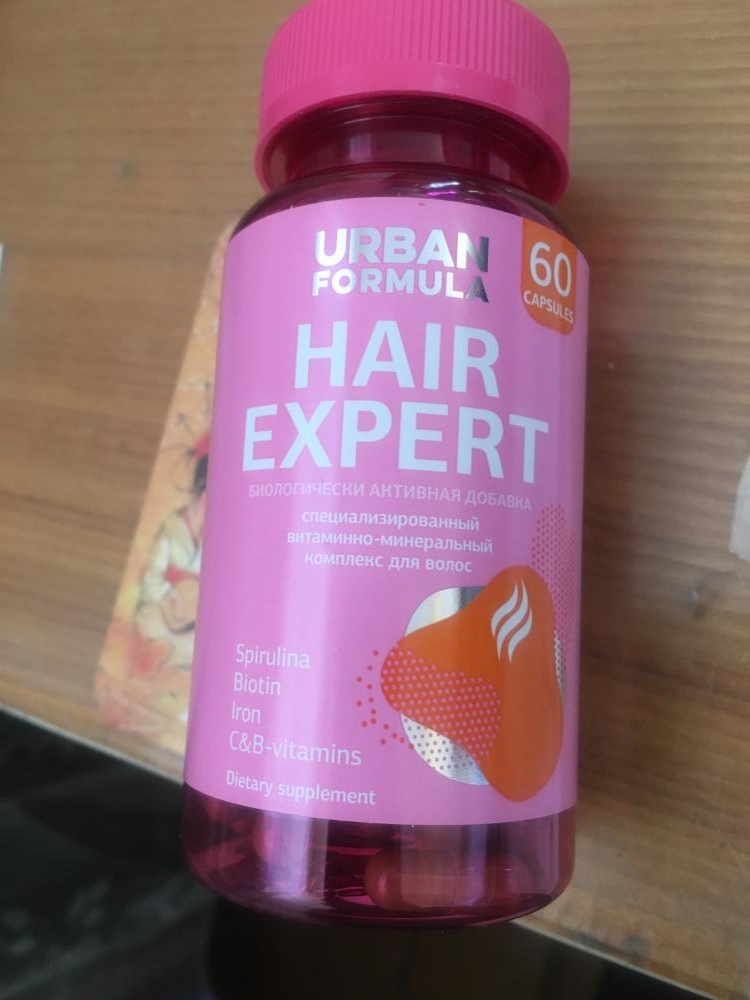 URBAN
FORMULA
60
CAPSULES
HAIR
EXPERT
БИОЛОГИЧЕСКИ АКТИВНАЯ ДОБАВКА
специализированный
витаминно-минеральный
комплекс для волос
Spirulina
Biotin
Iron
C&B-vitamins
Dietary supplement